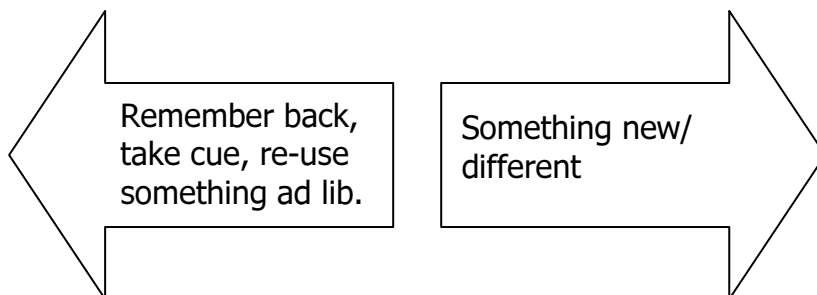 Remember back,
take cue, re-use
something ad lib.
Something new/
different